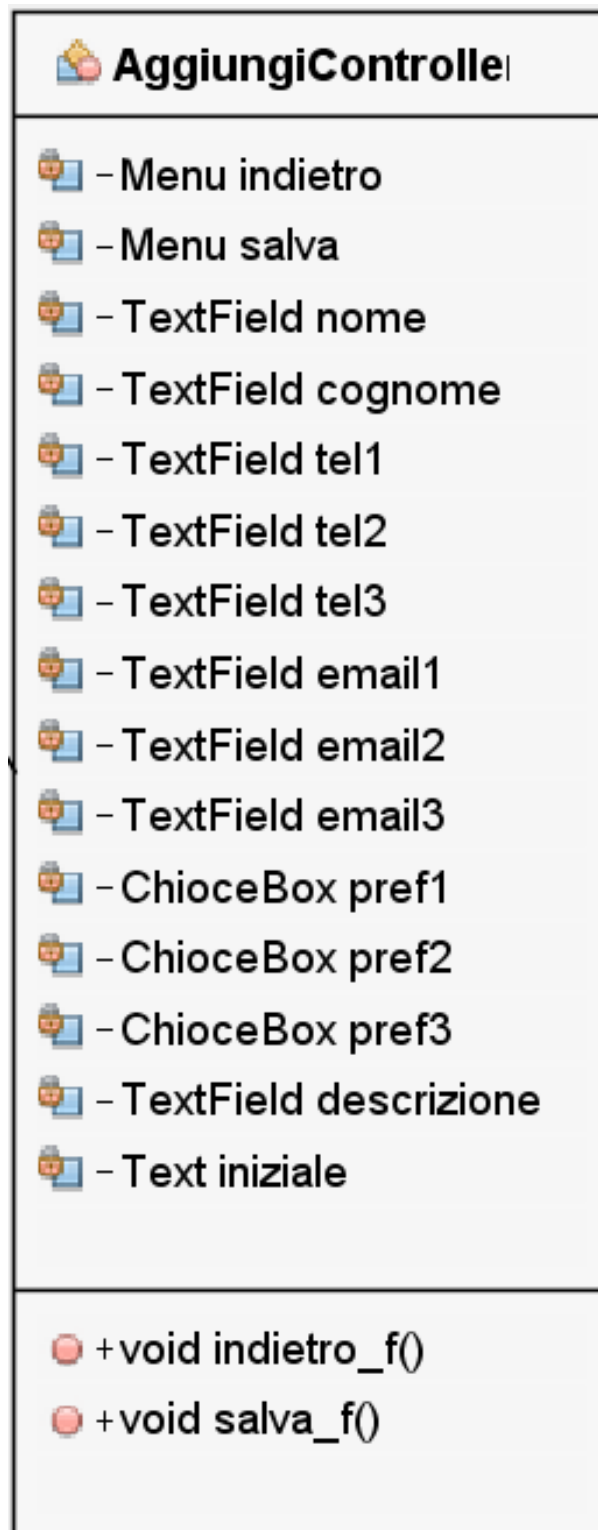 AggiungiController
- Menu indietro
- Menu salva
- TextField nome
- TextField cognome
- TextField tel1
- TextField tel2
- TextField tel3
- TextField email1
- TextField email2
- TextField email3
- ChioceBox pref1
- ChioceBox pref2
- ChioceBox pref3
- TextField descrizione
- Text iniziale
+ void indietro_f()
+ void salva_f()